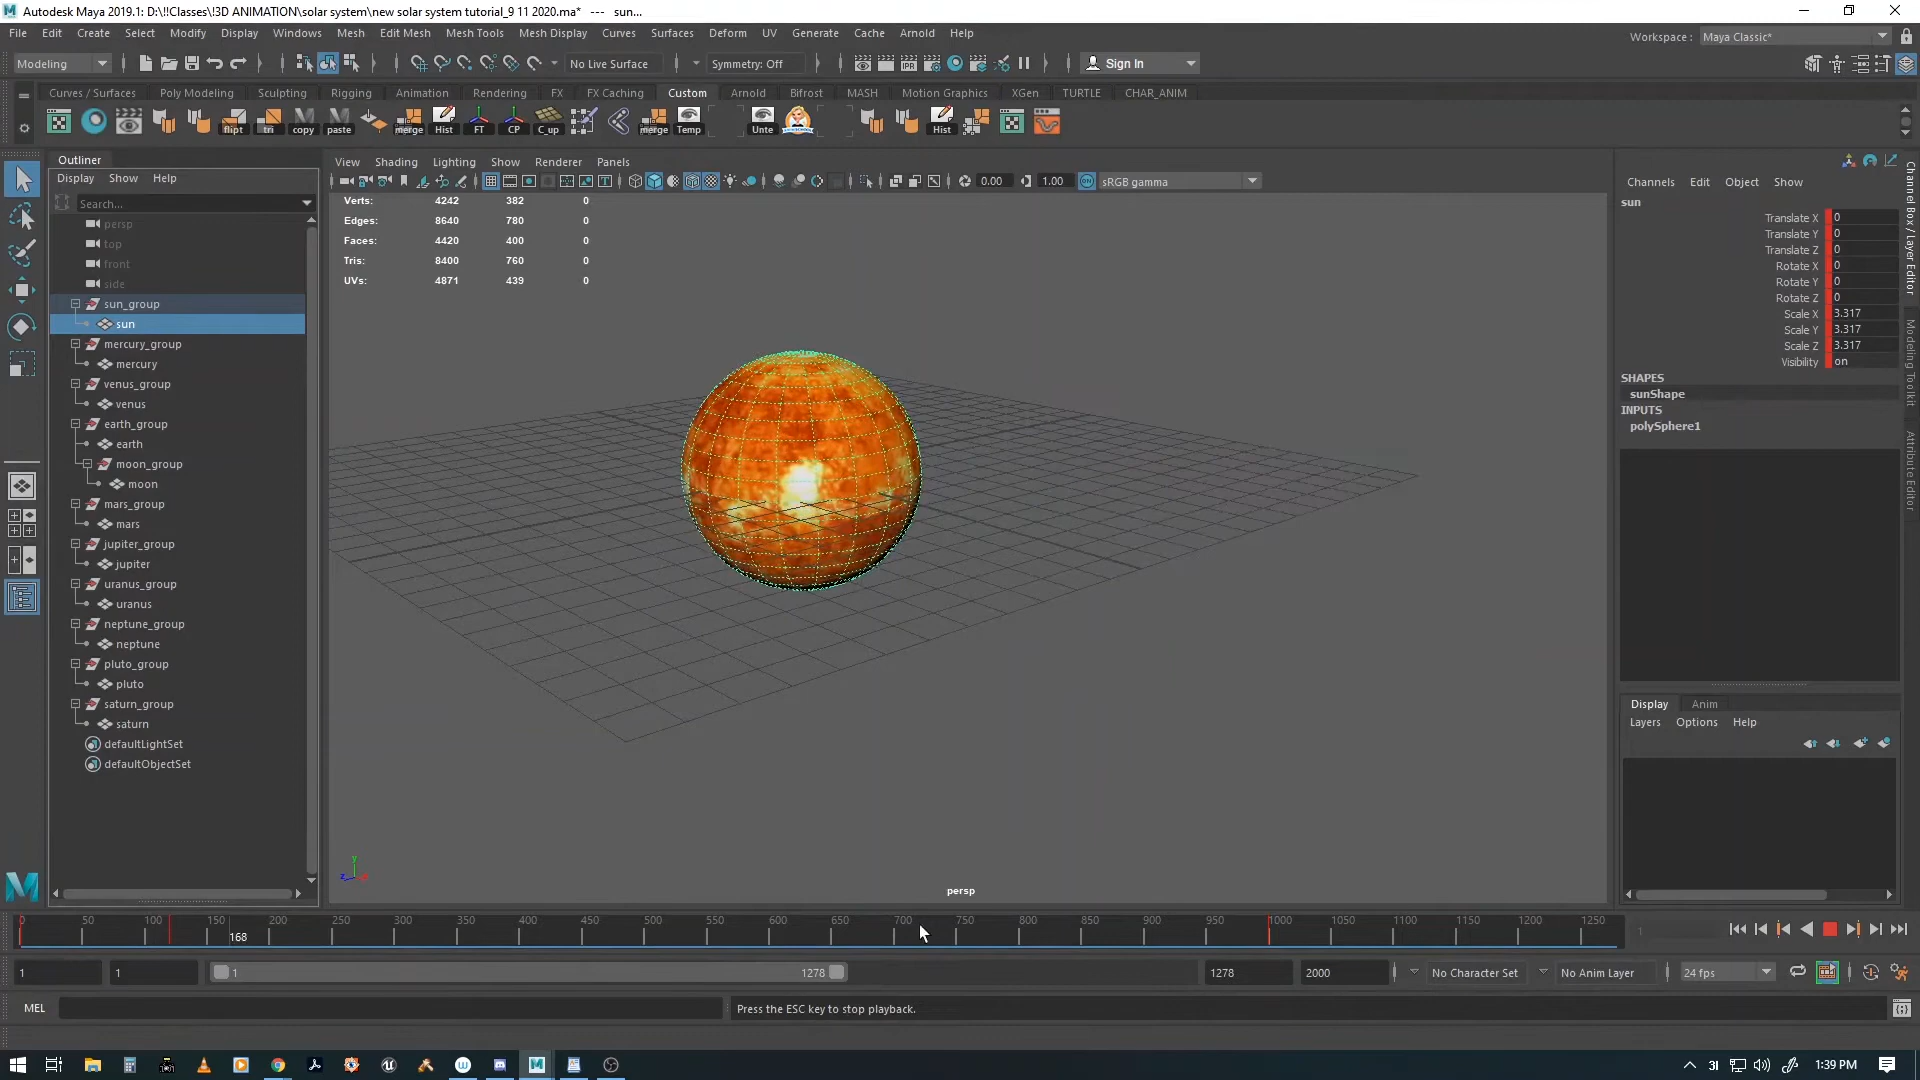 Autodesk Maya 2019.1: D:\!!Classes\!3D ANIMATION\solar system\new solar system tutorial_9 11 2020.ma*   ---   sun...
File Edit Create Select Modify Display Windows Mesh Edit Mesh Mesh Tools Mesh Display Curves Surfaces Deform UV Generate Cache Arnold Help
Workspace : Maya Classic*
Modeling No Live Surface Symmetry: Off IPR Sign In
Curves / Surfaces Poly Modeling Sculpting Rigging Animation Rendering FX FX Caching Custom Arnold Bifrost MASH Motion Graphics XGen TURTLE CHAR_ANIM
flipt tri copy paste merge Hist FT CP C_up merge Temp Unte Hist
Outliner
Display Show Help
Search...
persp
top
front
side
sun_group
sun
mercury_group
mercury
venus_group
venus
earth_group
earth
moon_group
moon
mars_group
mars
jupiter_group
jupiter
uranus_group
uranus
neptune_group
neptune
pluto_group
pluto
saturn_group
saturn
defaultLightSet
defaultObjectSet
View Shading Lighting Show Renderer Panels
0.00 1.00 ON sRGB gamma
Verts: 4242 382 0
Edges: 8640 780 0
Faces: 4420 400 0
Tris: 8400 760 0
UVs: 4871 439 0
y
z x
persp
Channels Edit Object Show
sun
Translate X 0
Translate Y 0
Translate Z 0
Rotate X 0
Rotate Y 0
Rotate Z 0
Scale X 3.317
Scale Y 3.317
Scale Z 3.317
Visibility on
SHAPES
sunShape
INPUTS
polySphere1
Channel Box / Layer Editor
Modeling Toolkit
Attribute Editor
Display Anim
Layers Options Help
0 50 100 150 200 250 300 350 400 450 500 550 600 650 700 750 800 850 900 950 1000 1050 1100 1150 1200 1250
168
1
1 1 1 1278 1278 2000 No Character Set No Anim Layer 24 fps
MEL Press the ESC key to stop playback.
1:39 PM